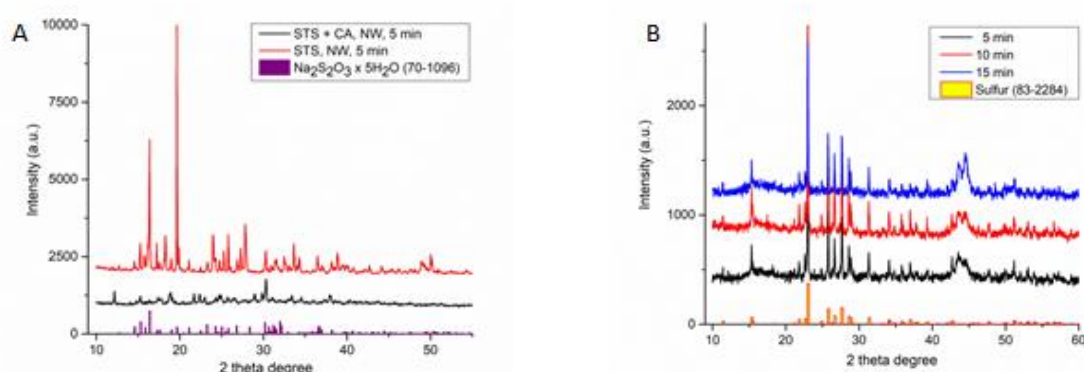 A
10000
7500
5000
2500
0
Intensity (a.u.)
STS + CA, NW, 5 min
STS, NW, 5 min
Na₂S₂O₃ x 5H₂O (70-1096)
10 20 30 40 50
2 theta degree
B
2000
1000
0
Intensity (a.u.)
5 min
10 min
15 min
Sulfur (83-2284)
10 20 30 40 50 60
2 theta degree